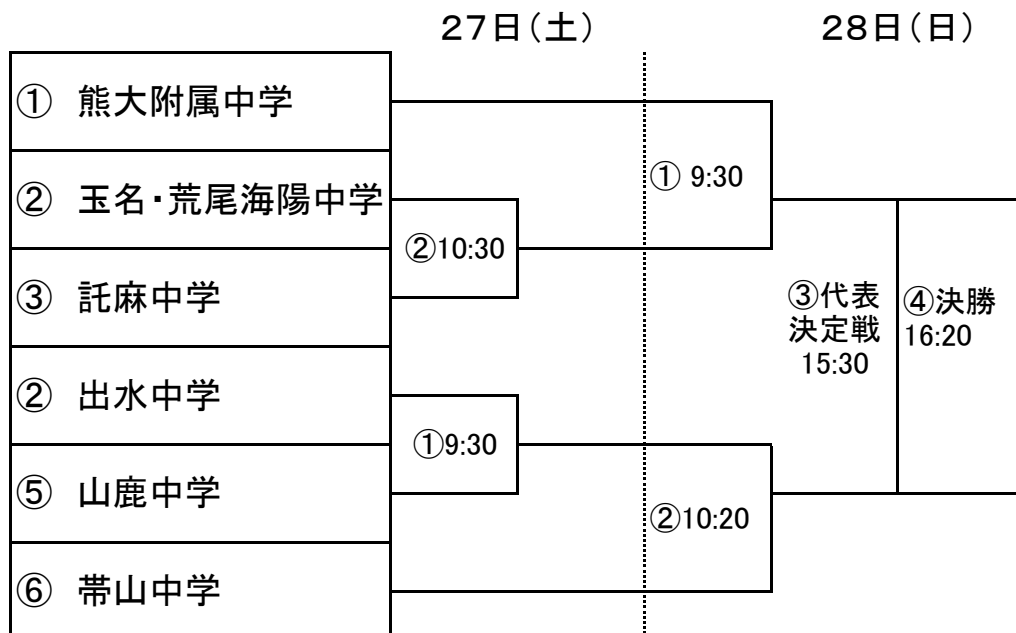 27日(土) 28日(日)
① 熊大附属中学
② 玉名・荒尾海陽中学
③ 託麻中学
② 出水中学
⑤ 山鹿中学
⑥ 帯山中学
②10:30
①9:30
① 9:30
②10:20
③代表
決定戦
15:30
④決勝
16:20